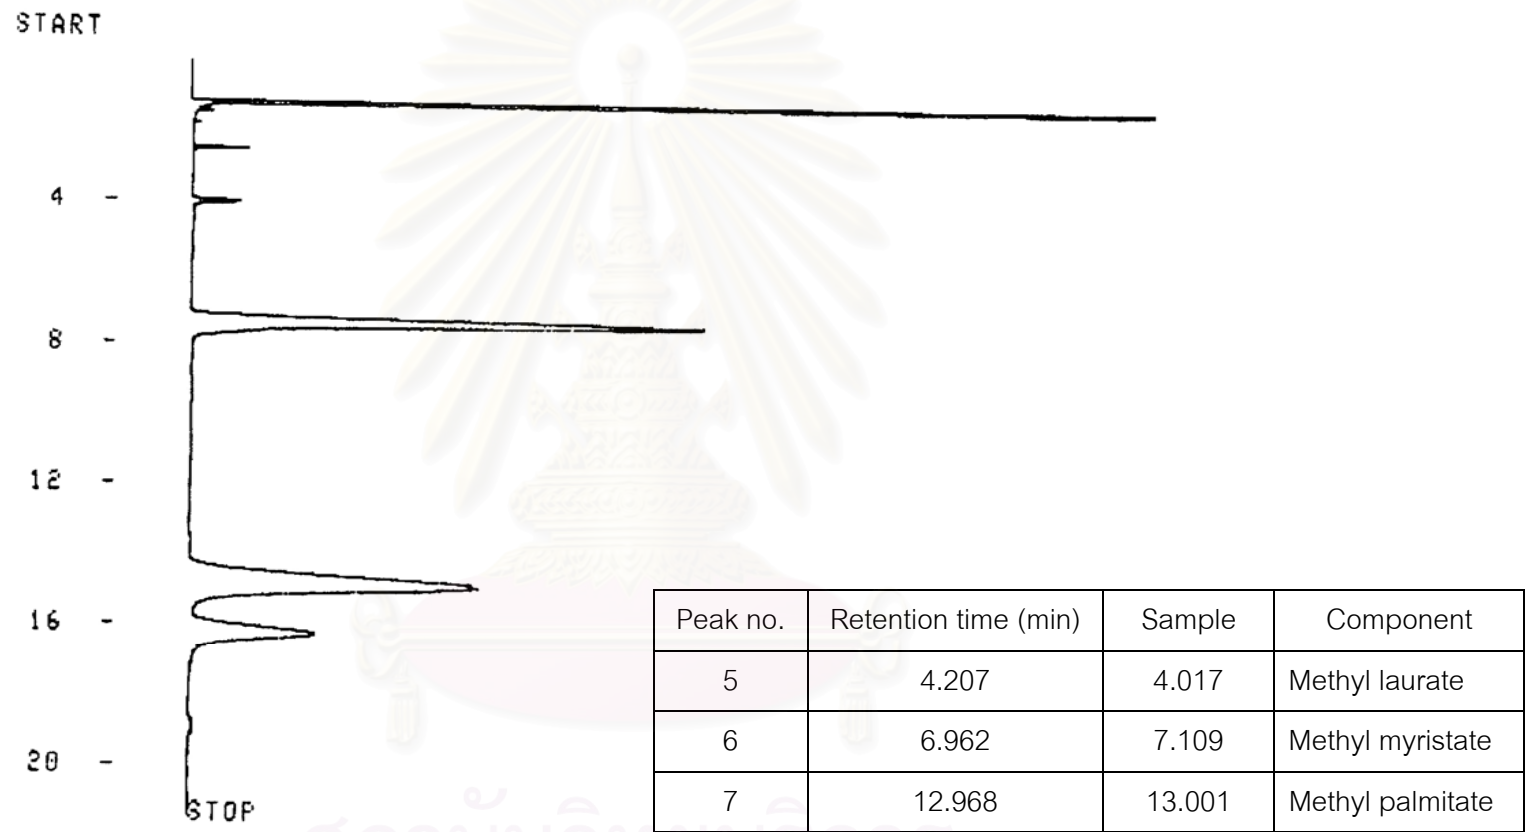 START
4 -
8 -
12 -
16 -
20 -
STOP
Peak no. Retention time (min) Sample Component
5 4.207 4.017 Methyl laurate
6 6.962 7.109 Methyl myristate
7 12.968 13.001 Methyl palmitate